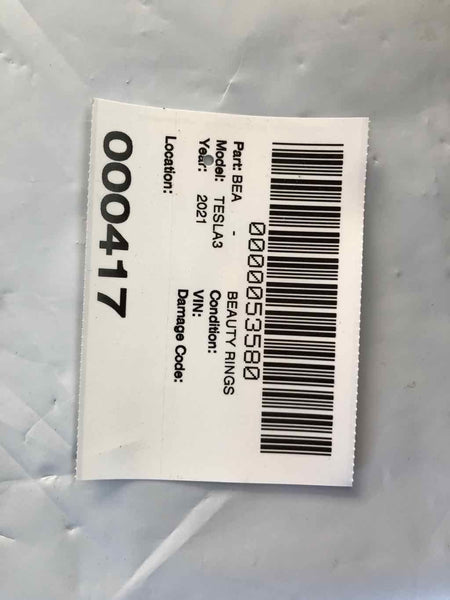 0000053580
Part: BEA - BEAUTY RINGS
Model: TESLA3 Condition:
Year: 2021 VIN:
Damage Code:
Location:
000417